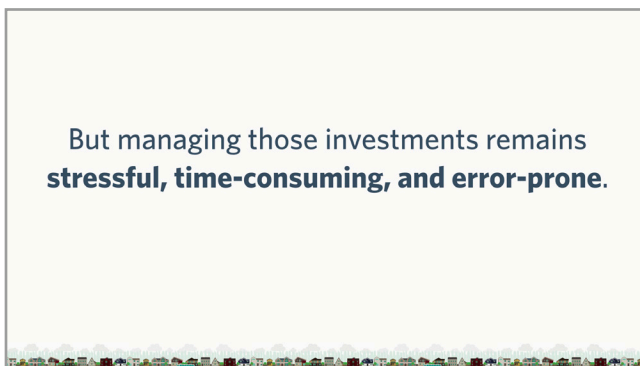 But managing those investments remains
stressful, time-consuming, and error-prone.